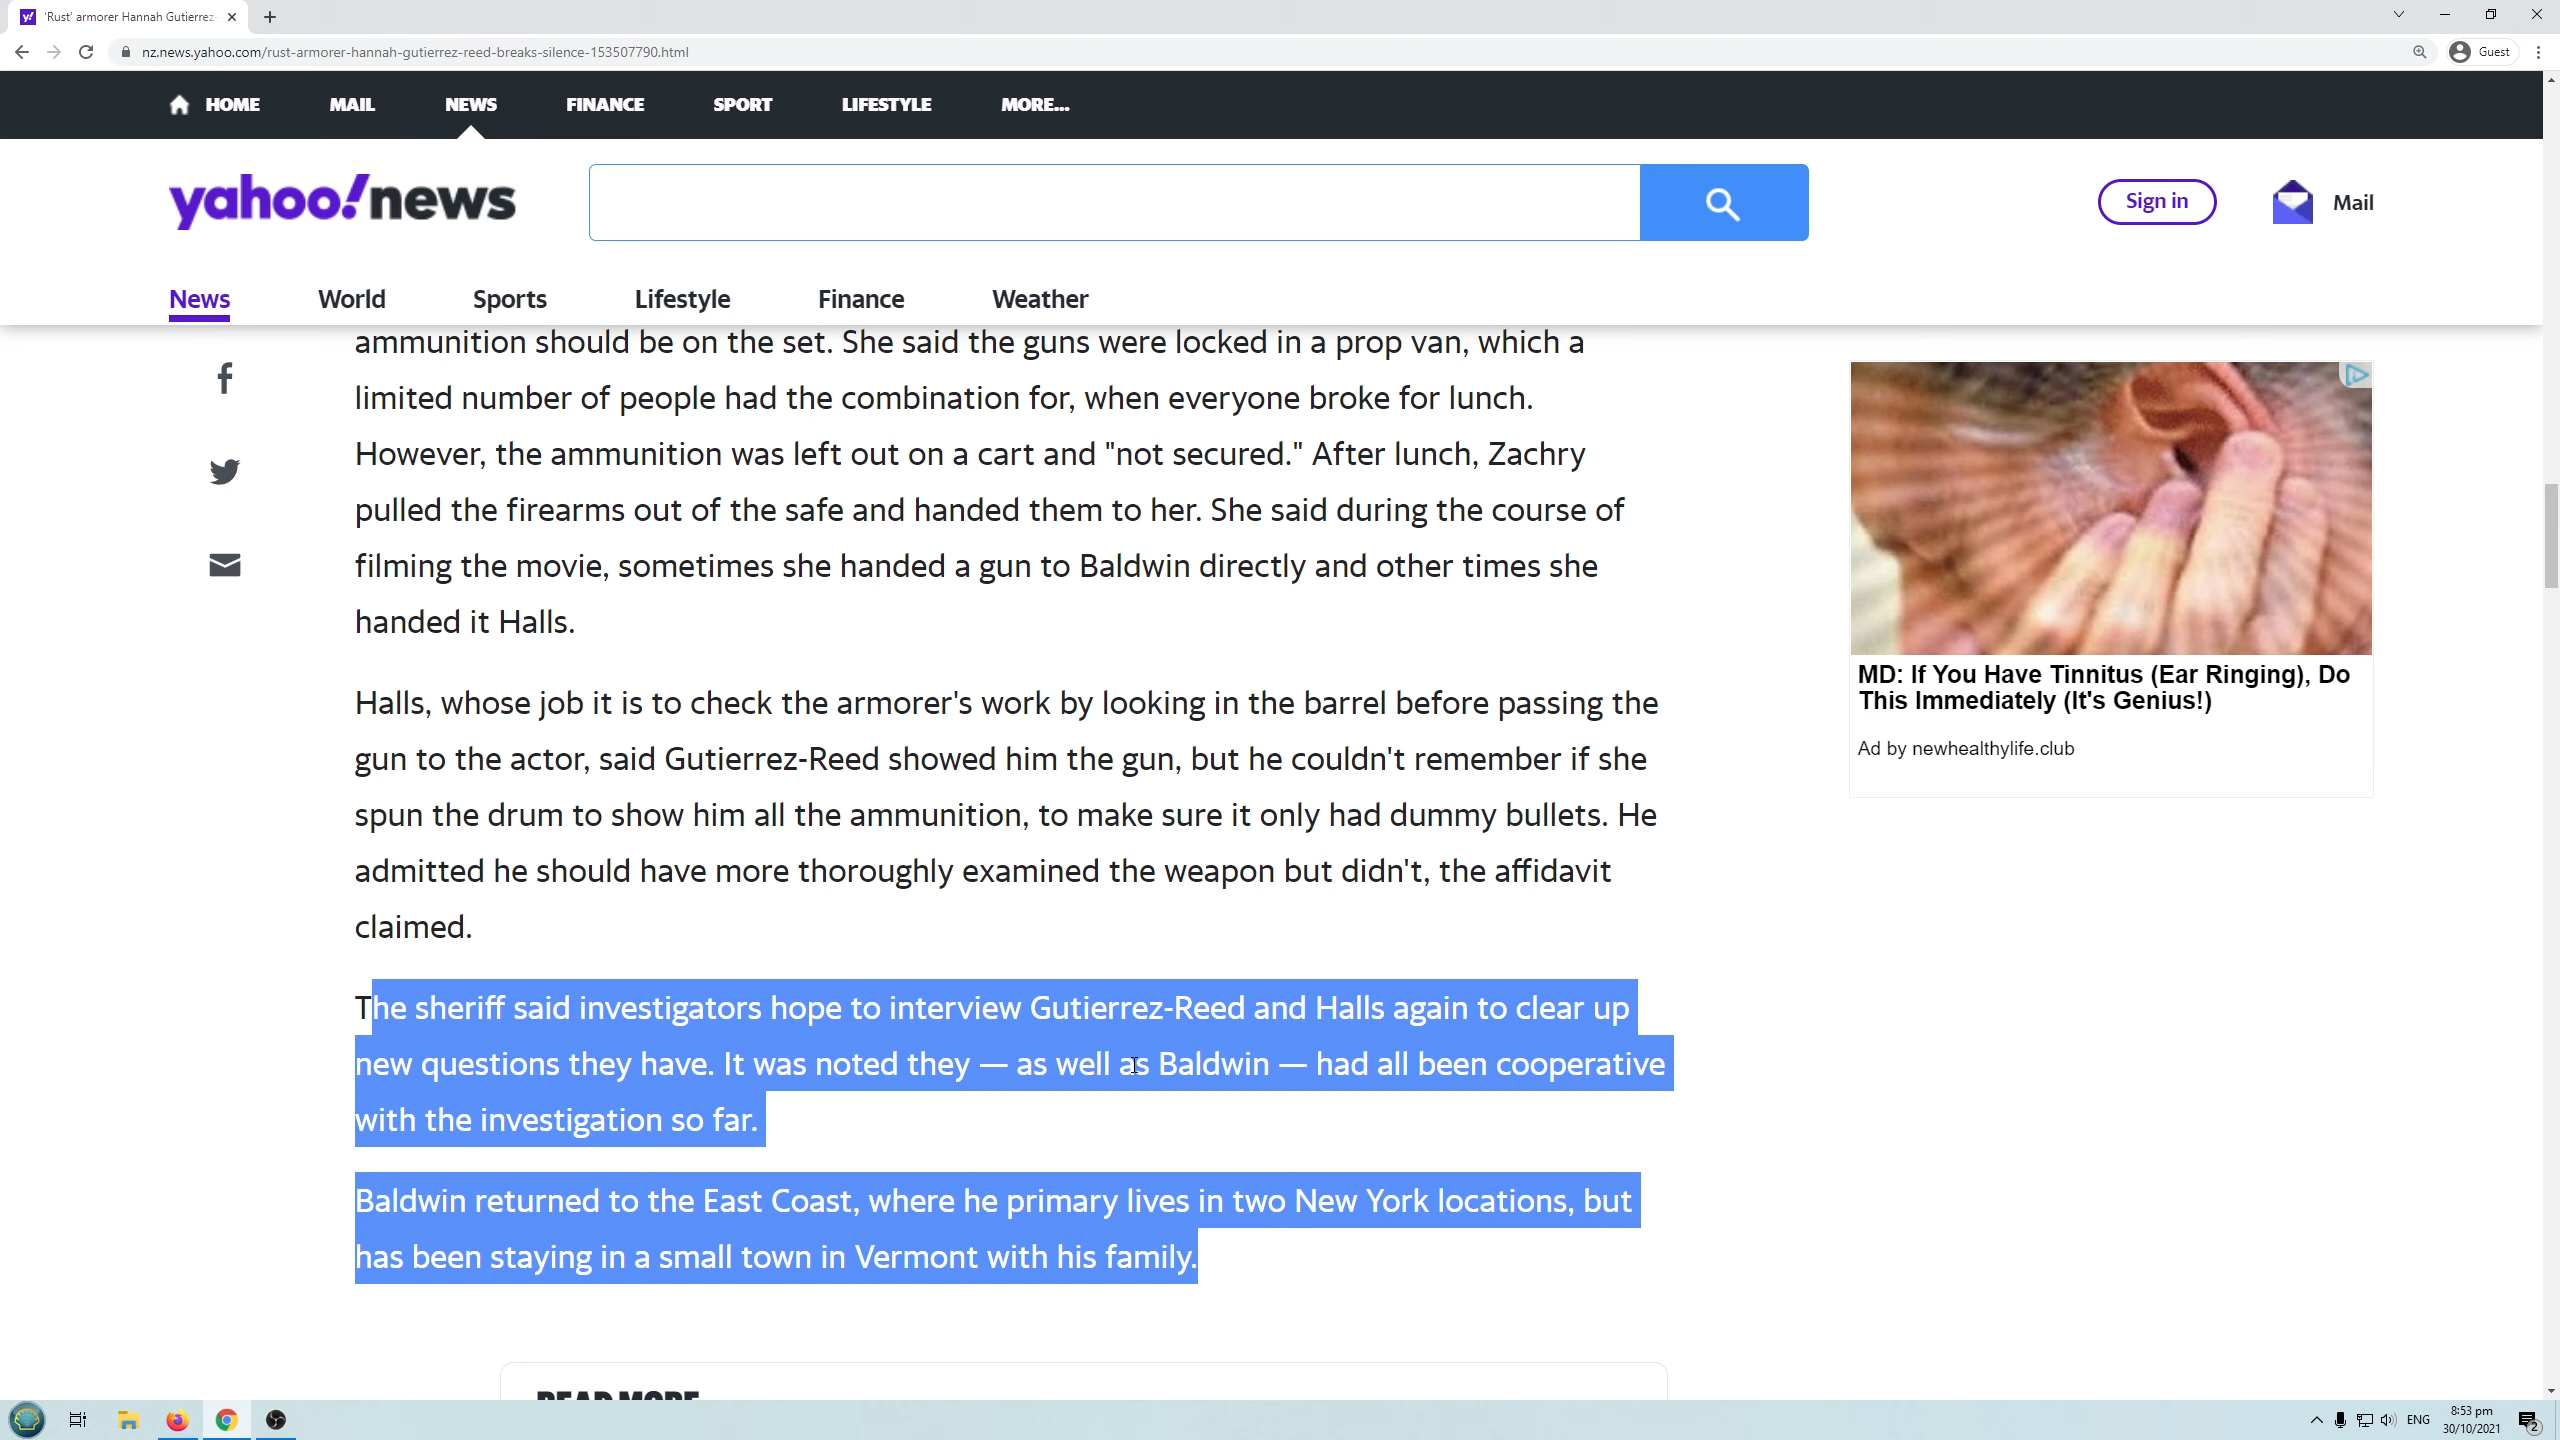 'Rust' armorer Hannah Gutierrez-
nz.news.yahoo.com/rust-armorer-hannah-gutierrez-reed-breaks-silence-153507790.html
Guest
HOME MAIL NEWS FINANCE SPORT LIFESTYLE MORE...
yahoo!news
Sign in
Mail
News World Sports Lifestyle Finance Weather
ammunition should be on the set. She said the guns were locked in a prop van, which a
limited number of people had the combination for, when everyone broke for lunch.
However, the ammunition was left out on a cart and "not secured." After lunch, Zachry
pulled the firearms out of the safe and handed them to her. She said during the course of
filming the movie, sometimes she handed a gun to Baldwin directly and other times she
handed it Halls.
Halls, whose job it is to check the armorer's work by looking in the barrel before passing the
gun to the actor, said Gutierrez-Reed showed him the gun, but he couldn't remember if she
spun the drum to show him all the ammunition, to make sure it only had dummy bullets. He
admitted he should have more thoroughly examined the weapon but didn't, the affidavit
claimed.
The sheriff said investigators hope to interview Gutierrez-Reed and Halls again to clear up
new questions they have. It was noted they — as well as Baldwin — had all been cooperative
with the investigation so far.
Baldwin returned to the East Coast, where he primary lives in two New York locations, but
has been staying in a small town in Vermont with his family.
MD: If You Have Tinnitus (Ear Ringing), Do
This Immediately (It's Genius!)
Ad by newhealthylife.club
READ MORE
ENG
8:53 pm
30/10/2021
2